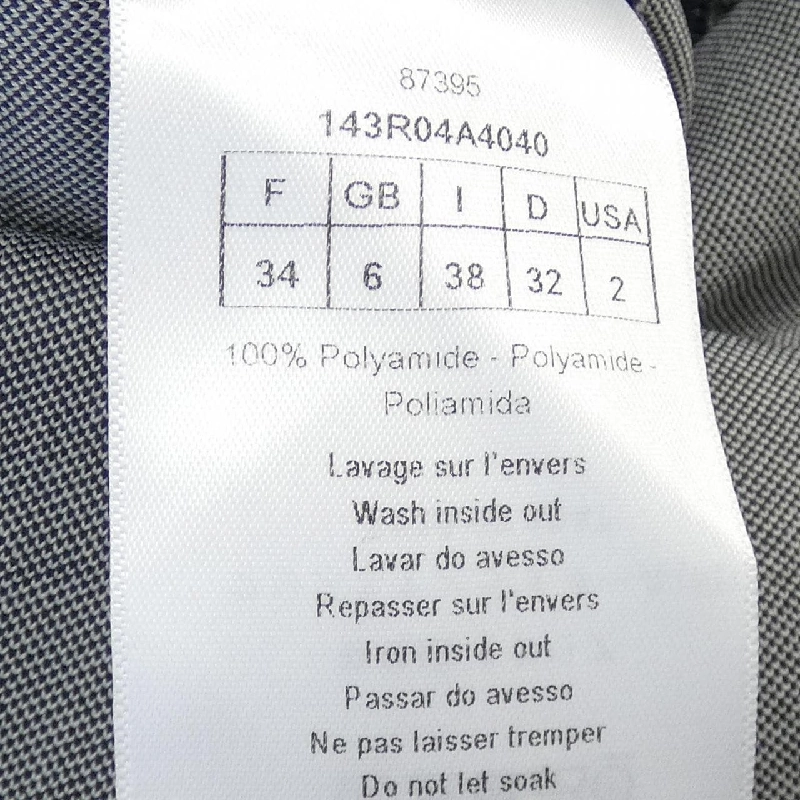 87395
143R04A4040
F GB I D USA
34 6 38 32 2
100% Polyamide - Polyamide -
Poliamida
Lavage sur l'envers
Wash inside out
Lavar do avesso
Repasser sur l'envers
Iron inside out
Passar do avesso
Ne pas laisser tremper
Do not let soak